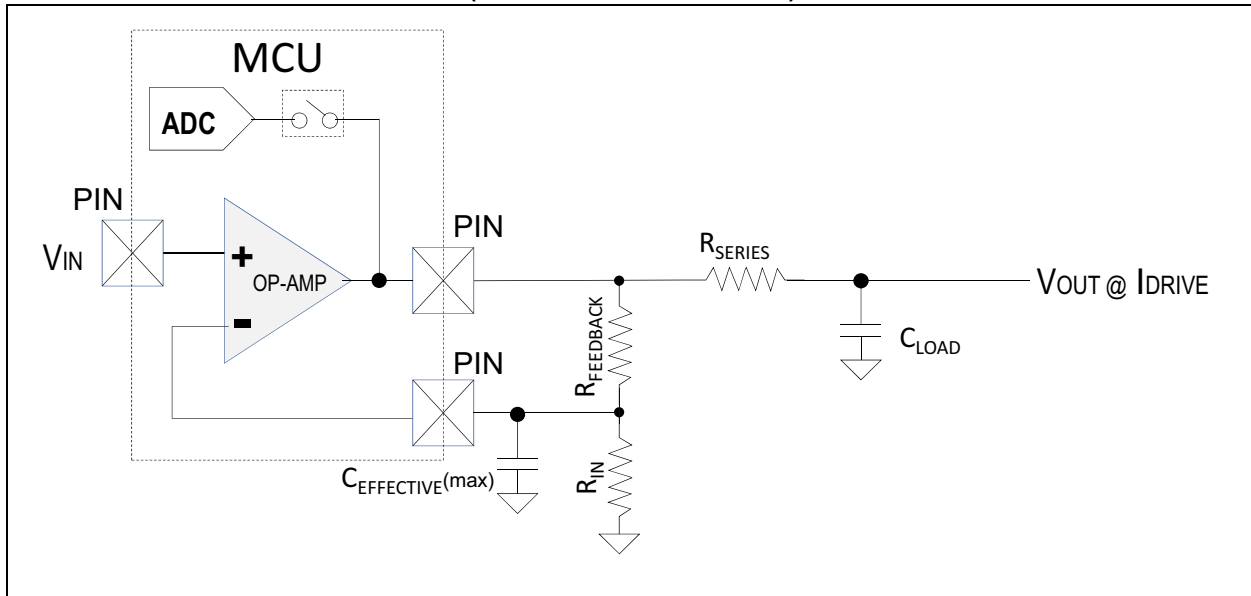 MCU
ADC
PIN
VIN
+
OP-AMP
-
PIN
PIN
RSERIES
VOUT @ IDRIVE
CLOAD
RFEEDBACK
CEFFECTIVE(max)
RIN